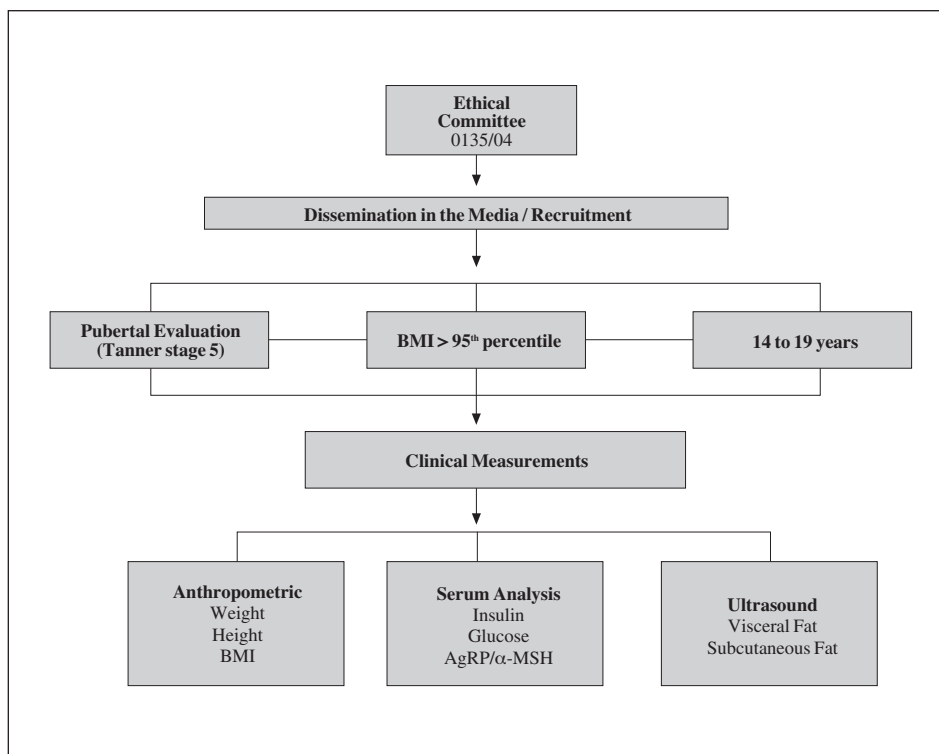 Ethical
Committee
0135/04
Dissemination in the Media / Recruitment
Pubertal Evaluation
(Tanner stage 5)
BMI > 95th percentile
14 to 19 years
Clinical Measurements
Anthropometric
Weight
Height
BMI
Serum Analysis
Insulin
Glucose
AgRP/α-MSH
Ultrasound
Visceral Fat
Subcutaneous Fat